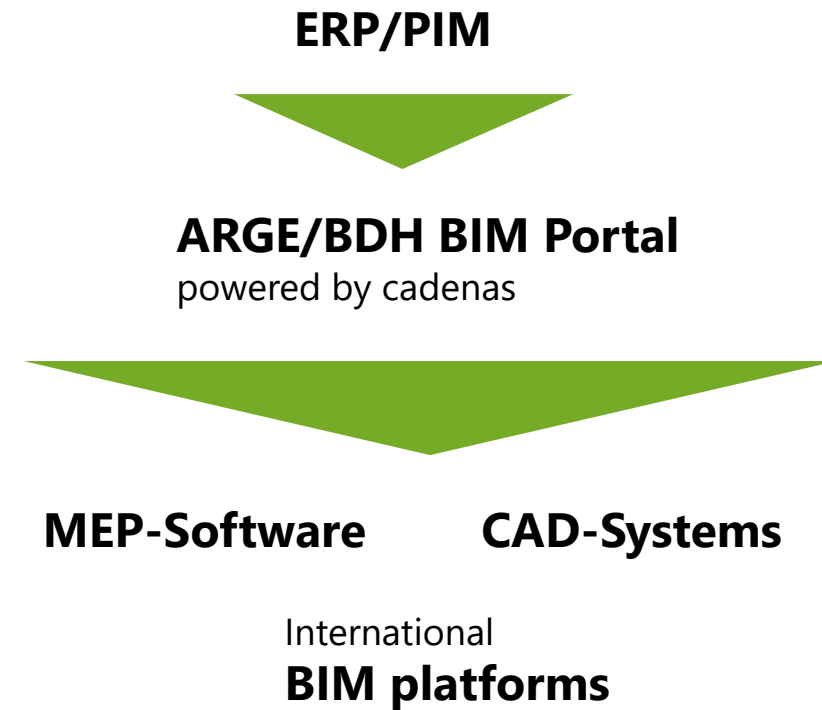 ERP/PIM
ARGE/BDH BIM Portal
powered by cadenas
MEP-Software CAD-Systems
International
BIM platforms